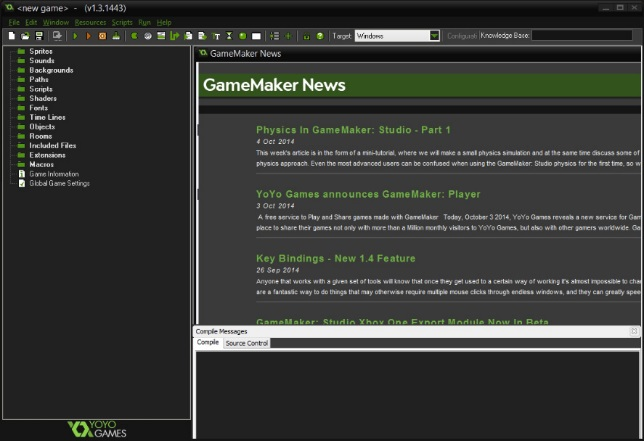 <new game> - (v1.3.1443)
File Edit Window Resources Scripts Run Help
Target: Windows Configure: Knowledge Base:
Sprites
Sounds
Backgrounds
Paths
Scripts
Shaders
Fonts
Time Lines
Objects
Rooms
Included Files
Extensions
Macros
Game Information
Global Game Settings
YOYO
GAMES
GameMaker News
GameMaker News
Physics In GameMaker: Studio - Part 1
4 Oct 2014
This week's article is in the form of a mini-tutorial, where we will make a small physics simulation and at the same time discuss some of
physics approach. Even the most advanced users can be confused when using the GameMaker: Studio physics for the first time, so w
YoYo Games announces GameMaker: Player
3 Oct 2014
A free service to Play and Share games made with GameMaker Today, October 3 2014, YoYo Games reveals a new service for Gam
place to share their games not only with more than a Million monthly visitors to YoYo Games, but also with other gamers worldwide. Ga
Key Bindings - New 1.4 Feature
26 Sep 2014
Anyone that works with a given set of tools will know that once they get used to a certain way of working it's almost impossible to cha
are a fantastic way to do things that may otherwise require multiple mouse clicks through endless windows, and they can greatly spee
GameMaker: Studio Xbox One Export Module Now In Beta
Compile Messages
Compile Source Control